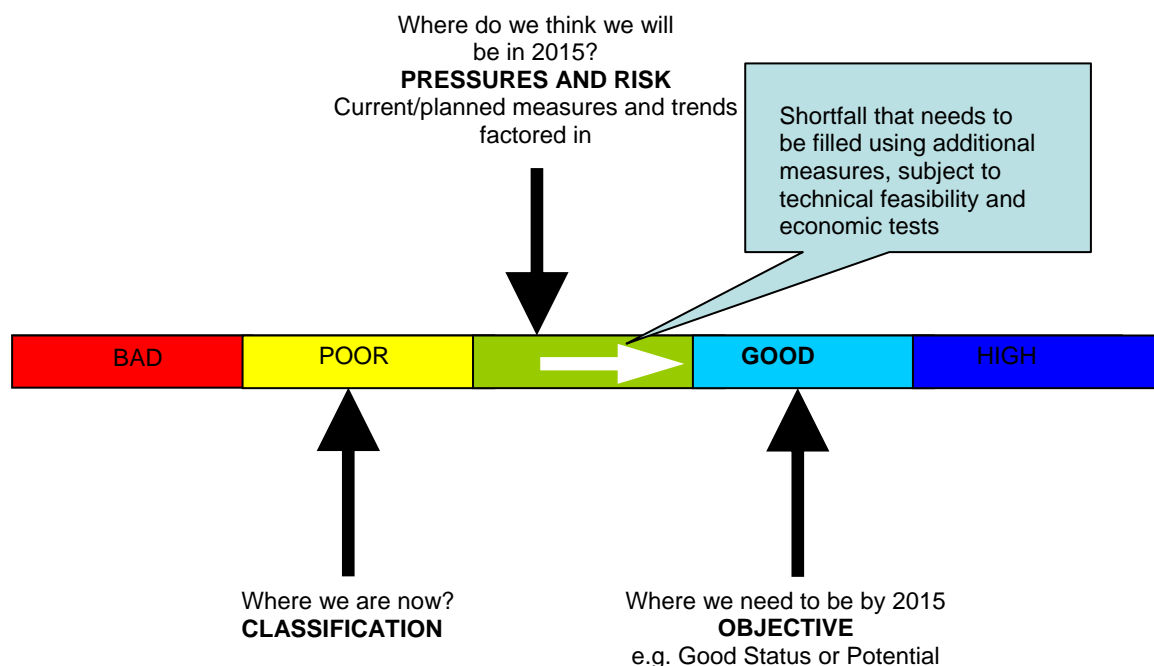 Where do we think we will
be in 2015?
PRESSURES AND RISK
Current/planned measures and trends
factored in
Shortfall that needs to
be filled using additional
measures, subject to
technical feasibility and
economic tests
BAD
POOR
GOOD
HIGH
Where we are now?
CLASSIFICATION
Where we need to be by 2015
OBJECTIVE
e.g. Good Status or Potential